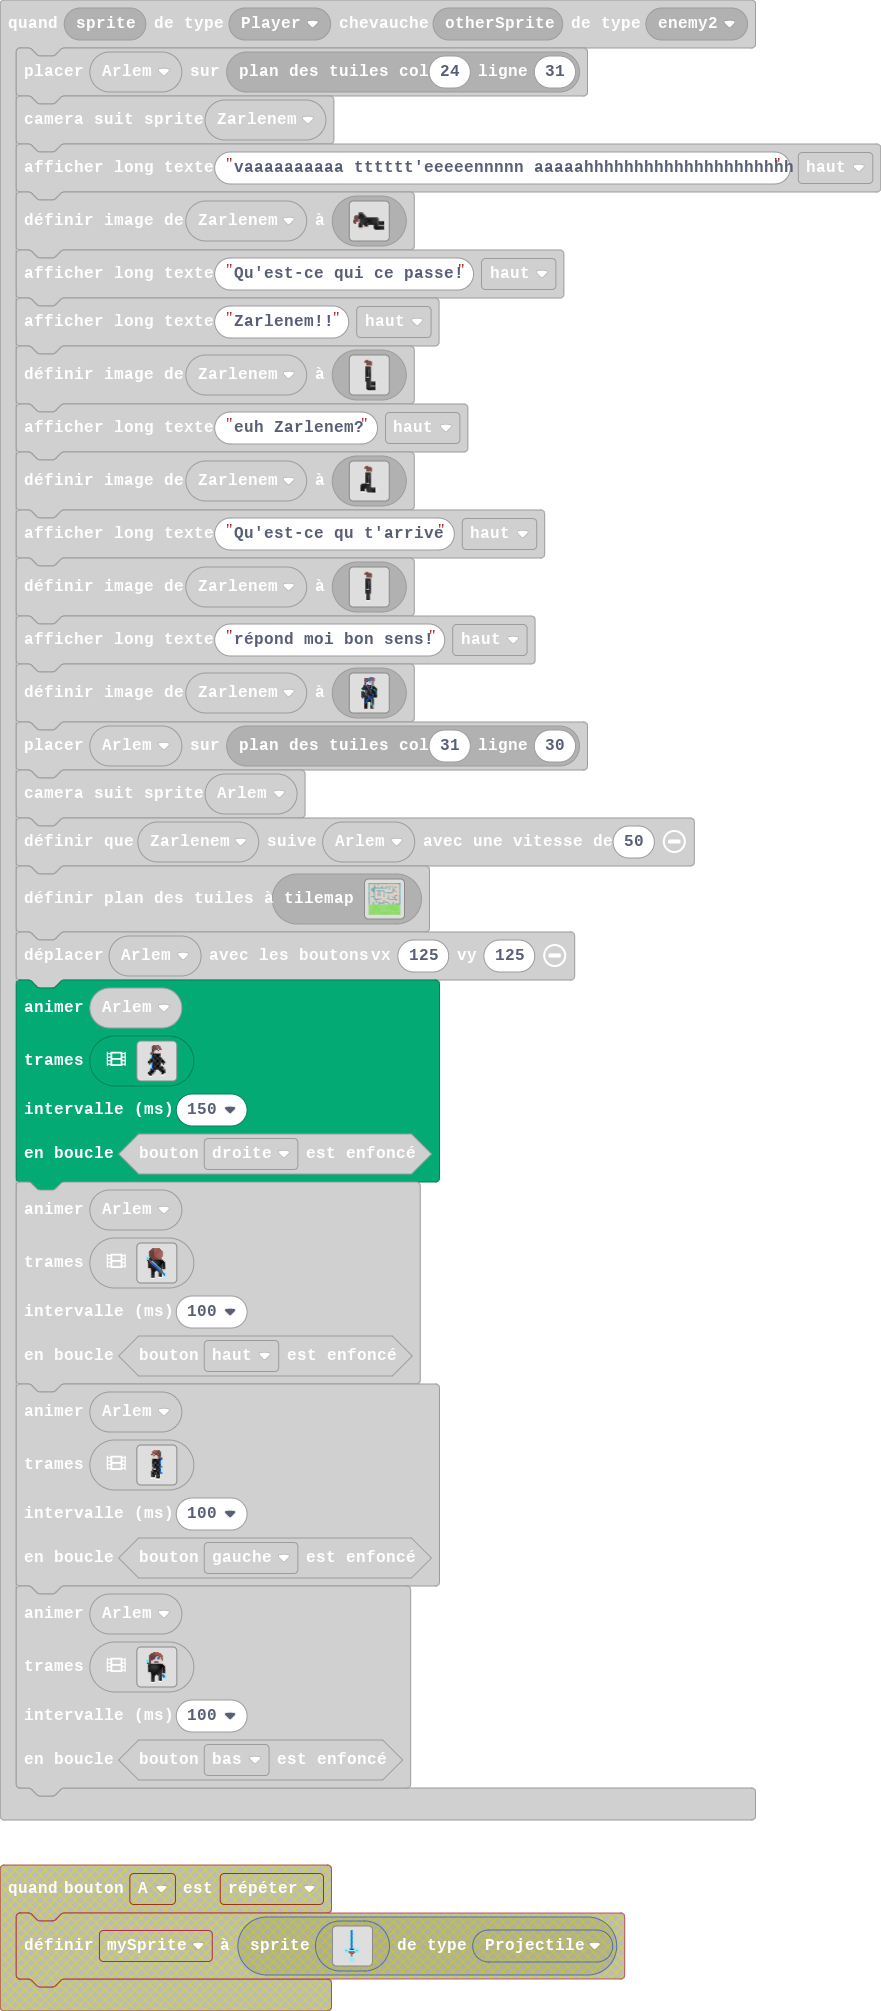 quand sprite de type Player chevauche otherSprite de type enemy2
placer Arlem sur plan des tuiles col 24 ligne 31
camera suit sprite Zarlenem
afficher long texte "vaaaaaaaaaa tttttt'eeeeennnnn aaaaahhhhhhhhhhhhhhhhhhhhh" haut
définir image de Zarlenem à
afficher long texte "Qu'est-ce qui ce passe!" haut
afficher long texte "Zarlenem!!" haut
définir image de Zarlenem à
afficher long texte "euh Zarlenem?" haut
définir image de Zarlenem à
afficher long texte "Qu'est-ce qu t'arrive" haut
définir image de Zarlenem à
afficher long texte "répond moi bon sens!" haut
définir image de Zarlenem à
placer Arlem sur plan des tuiles col 31 ligne 30
camera suit sprite Arlem
définir que Zarlenem suive Arlem avec une vitesse de 50
définir plan des tuiles à tilemap
déplacer Arlem avec les boutons vx 125 vy 125
animer Arlem
trames
intervalle (ms) 150
en boucle bouton droite est enfoncé
animer Arlem
trames
intervalle (ms) 100
en boucle bouton haut est enfoncé
animer Arlem
trames
intervalle (ms) 100
en boucle bouton gauche est enfoncé
animer Arlem
trames
intervalle (ms) 100
en boucle bouton bas est enfoncé
quand bouton A est répéter
définir mySprite à sprite de type Projectile